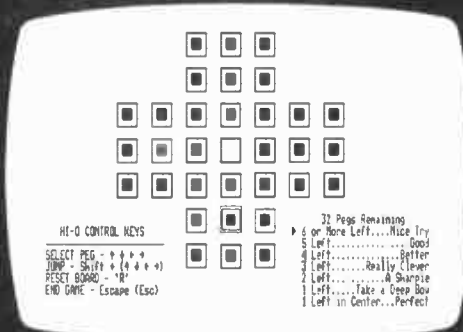 HI-Q CONTROL KEYS
SELECT PEG - ↑ ↓ ← →
JUMP - Shift + (↑ ↓ ← →)
RESET BOARD - 'R'
END GAME - Escape (Esc)
32 Pegs Remaining
6 or More Left....Nice Try
5 Left............... Good
4 Left..............Better
3 Left.......Really Clever
2 Left... .......A Sharpie
1 Left.....Take a Deep Bow
1 Left in Center...Perfect